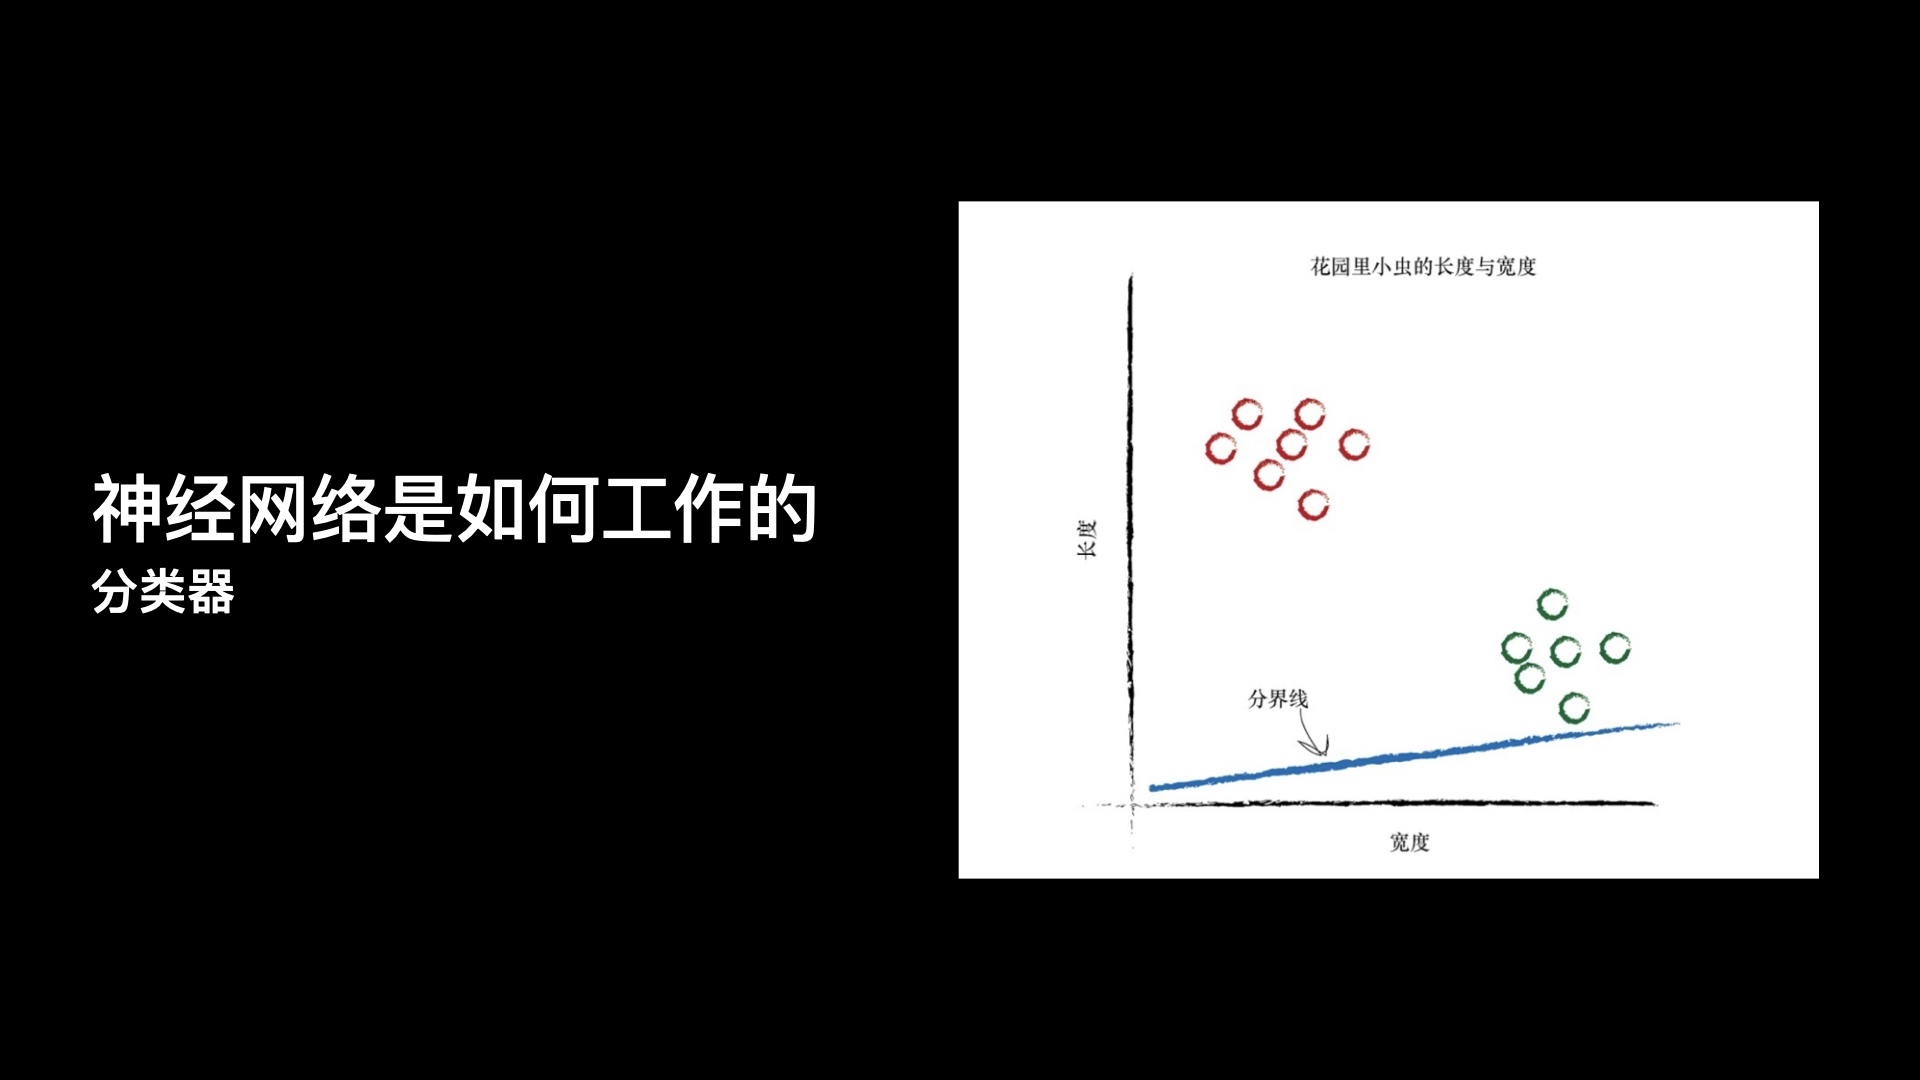 神经网络是如何工作的
分类器
花园里小虫的长度与宽度
长度
分界线
宽度